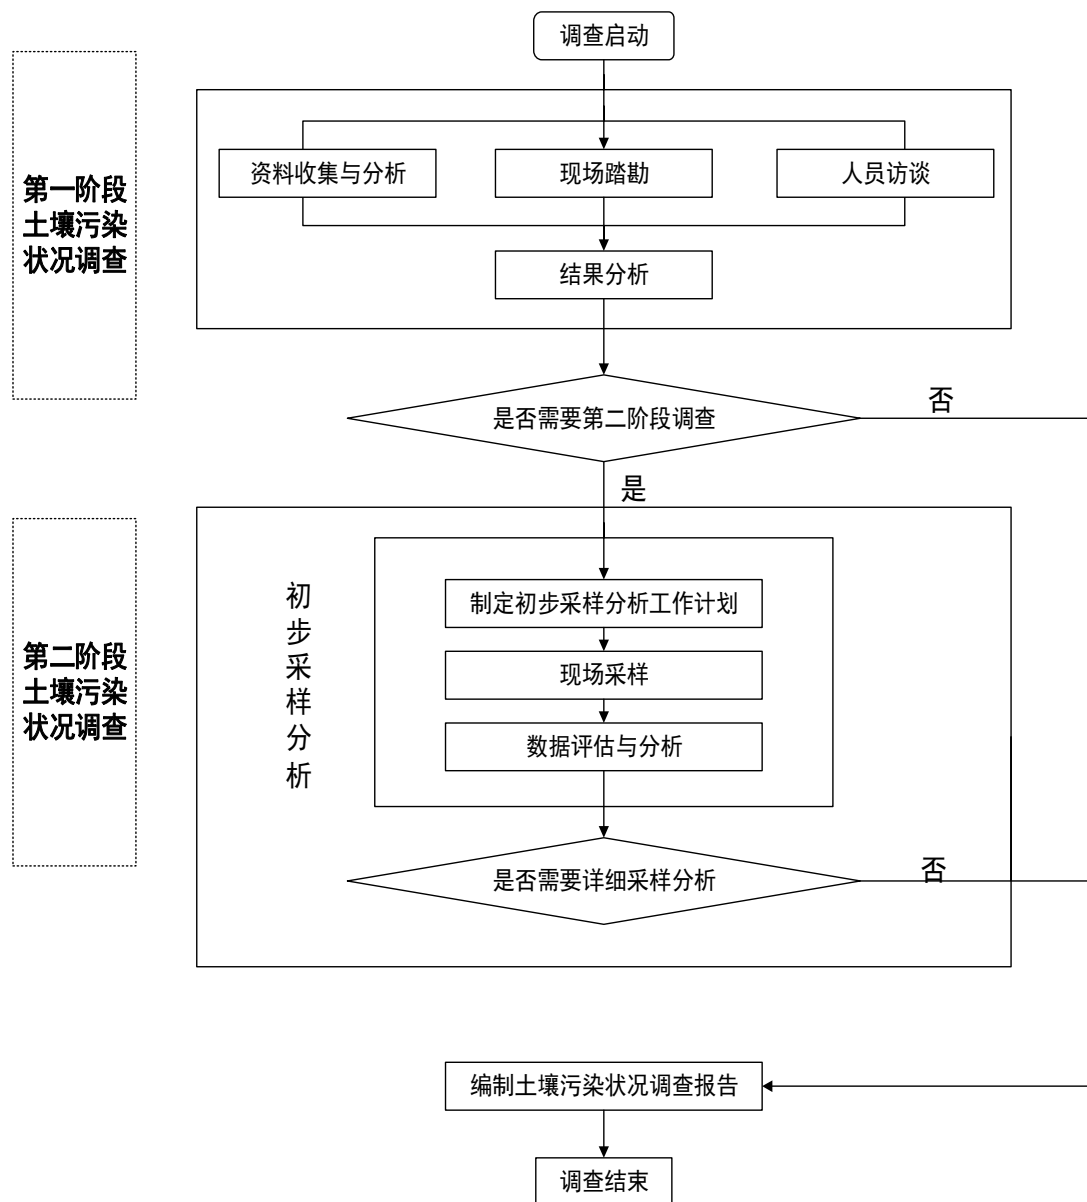 调查启动
第一阶段
土壤污染
状况调查
资料收集与分析
现场踏勘
人员访谈
结果分析
是否需要第二阶段调查
否
是
第二阶段
土壤污染
状况调查
初
步
采
样
分
析
制定初步采样分析工作计划
现场采样
数据评估与分析
是否需要详细采样分析
否
编制土壤污染状况调查报告
调查结束